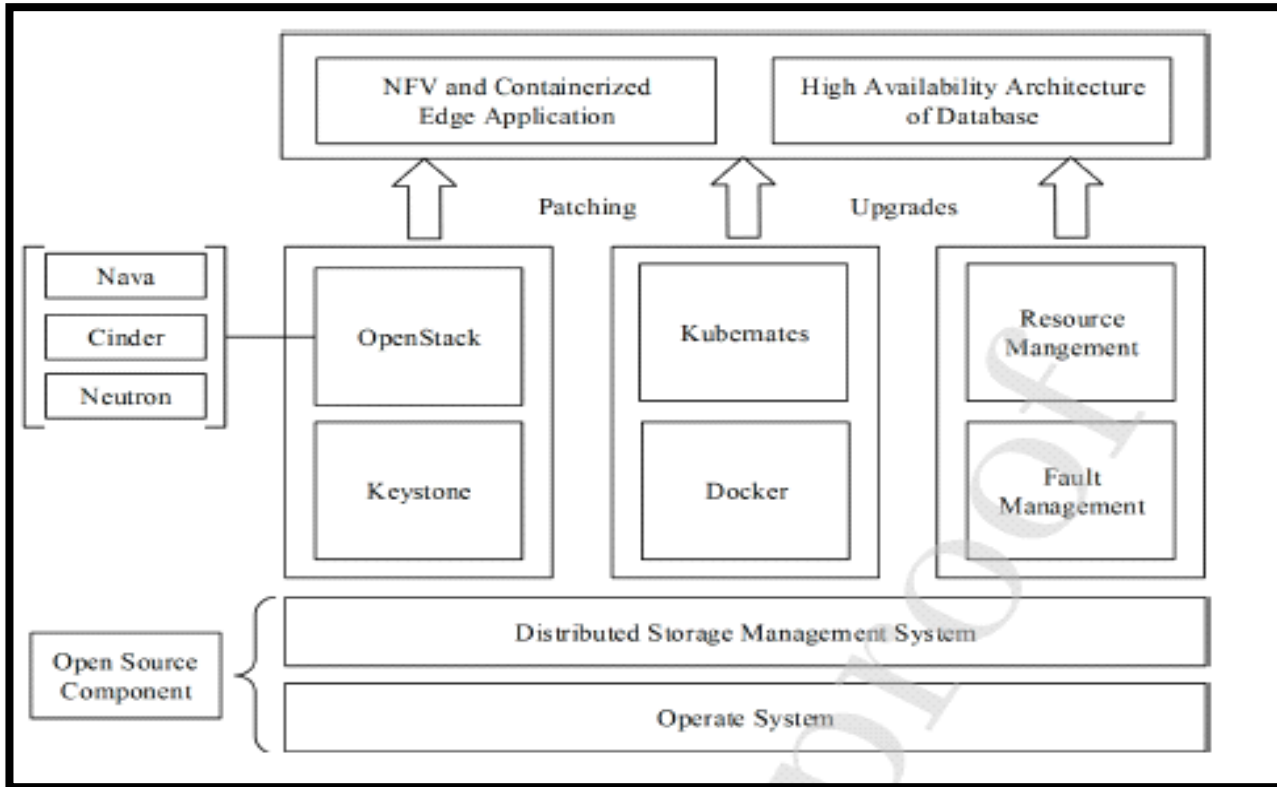 NFV and Containerized
Edge Application
High Availability Architecture
of Database
Patching
Upgrades
Nava
Cinder
Neutron
OpenStack
Keystone
Kubernates
Docker
Resource
Mangement
Fault
Management
Open Source
Component
Distributed Storage Management System
Operate System
proof